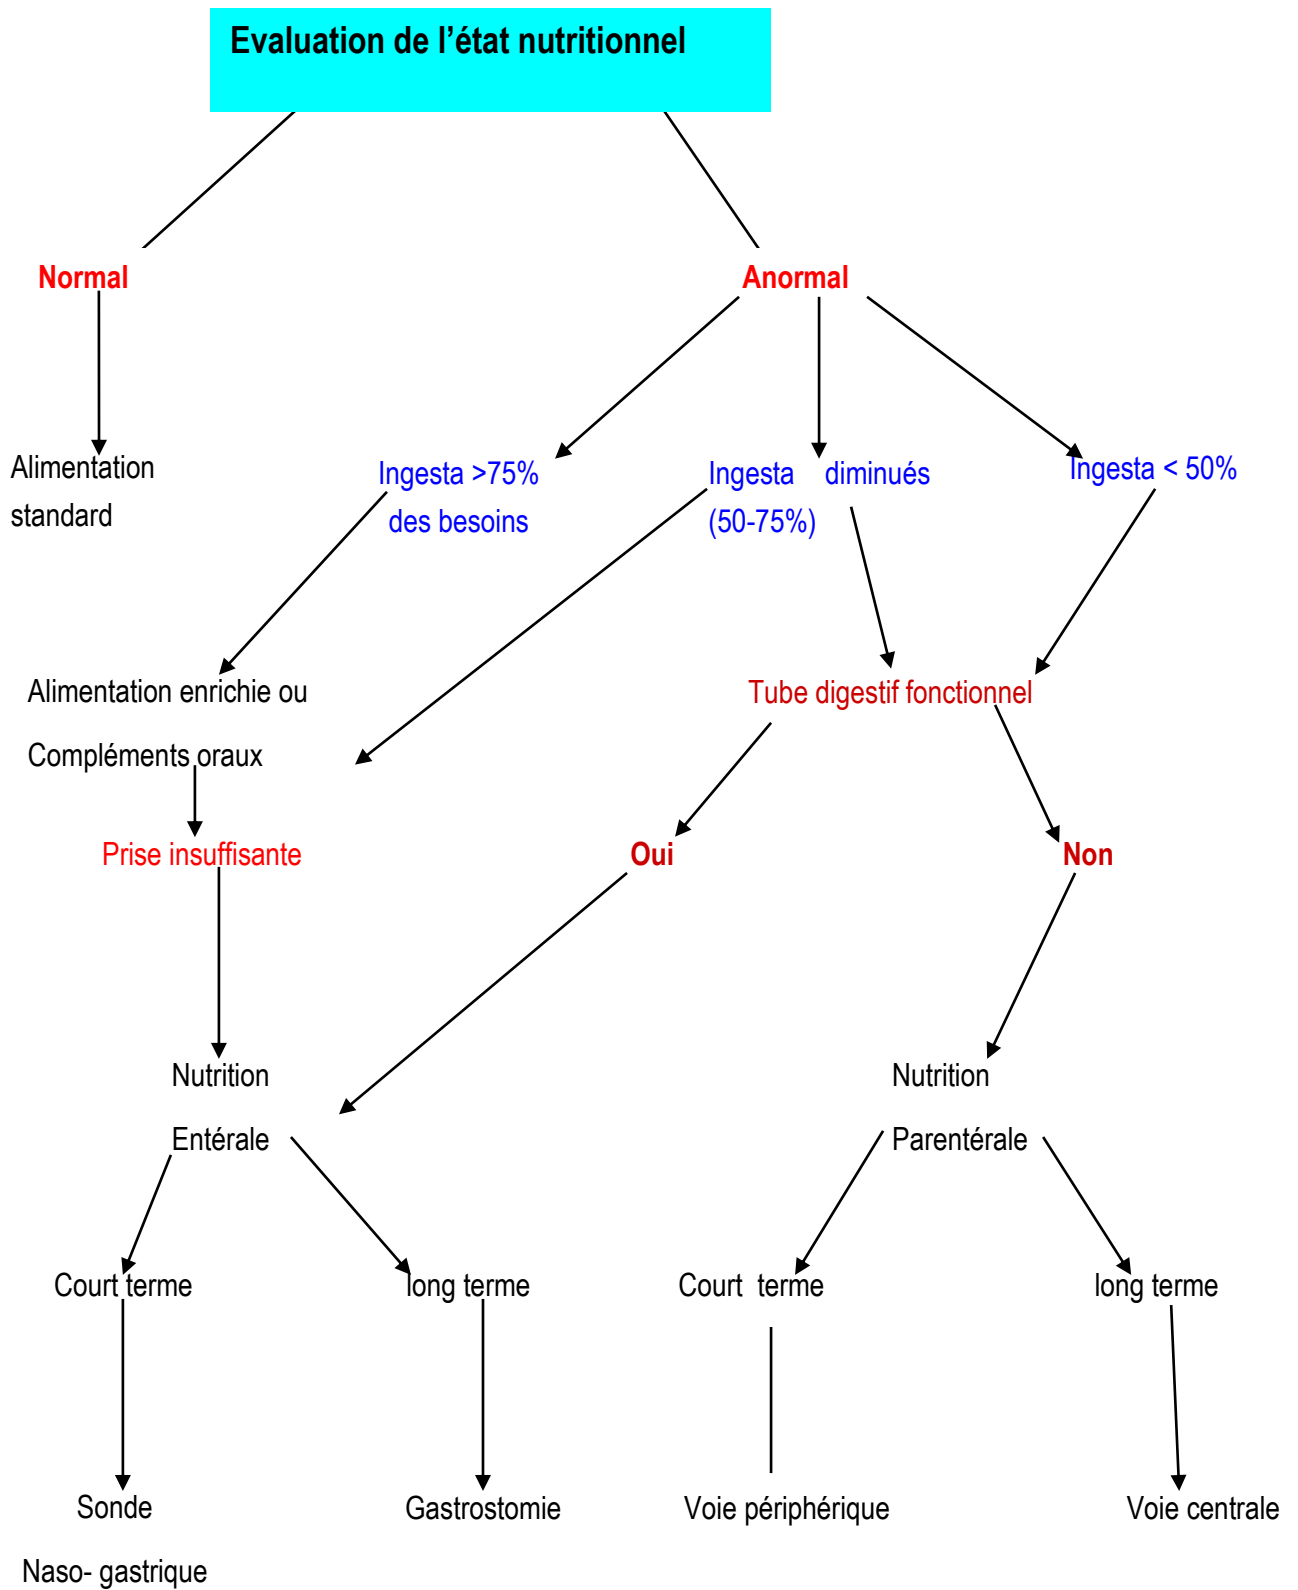 Evaluation de l’état nutritionnel
Normal
Anormal
Alimentation
standard
Ingesta >75%
des besoins
Ingesta diminués
(50-75%)
Ingesta < 50%
Alimentation enrichie ou
Compléments oraux
Tube digestif fonctionnel
Prise insuffisante
Oui
Non
Nutrition
Entérale
Nutrition
Parentérale
Court terme
long terme
Court terme
long terme
Sonde
Naso- gastrique
Gastrostomie
Voie périphérique
Voie centrale